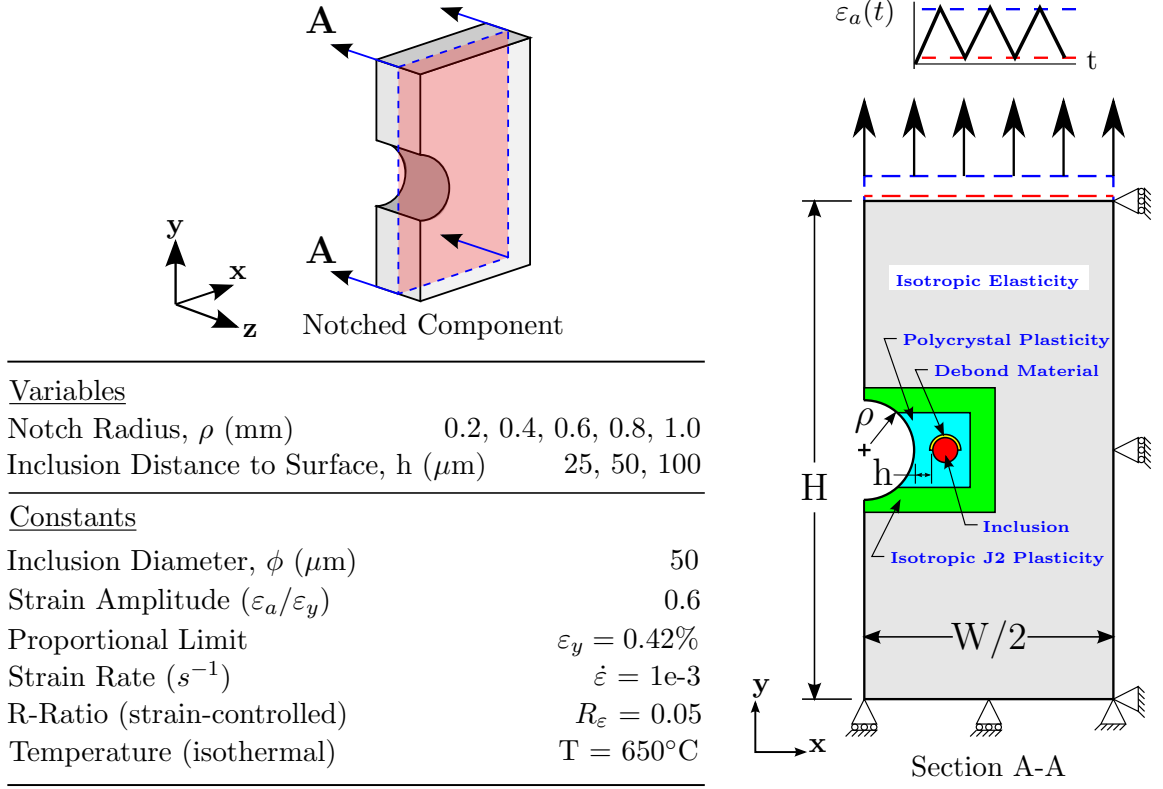 A
A
y
x
z
Notched Component
Variables
Notch Radius, ρ (mm) 0.2, 0.4, 0.6, 0.8, 1.0
Inclusion Distance to Surface, h (μm) 25, 50, 100
Constants
Inclusion Diameter, ϕ (μm) 50
Strain Amplitude (εₐ/ε_y) 0.6
Proportional Limit ε_y = 0.42%
Strain Rate (s⁻¹) ε̇ = 1e-3
R-Ratio (strain-controlled) R_ε = 0.05
Temperature (isothermal) T = 650°C
εₐ(t)
t
Isotropic Elasticity
Polycrystal Plasticity
Debond Material
ρ
h
H
Inclusion
Isotropic J2 Plasticity
W/2
y
x
Section A-A